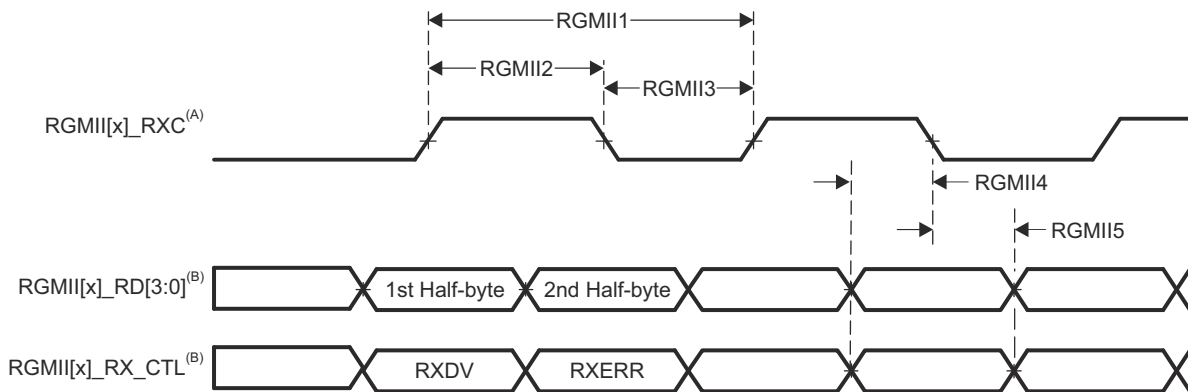 RGMII1
RGMII2
RGMII3
RGMII[x]_RXC(A)
RGMII4
RGMII5
RGMII[x]_RD[3:0](B)
1st Half-byte
2nd Half-byte
RGMII[x]_RX_CTL(B)
RXDV
RXERR